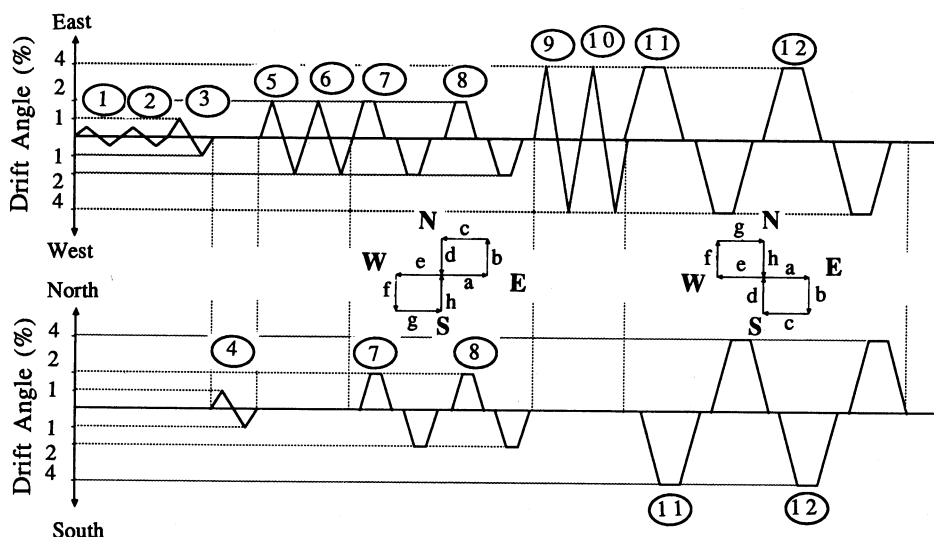 East
Drift Angle (%)
4
2
1
1
2
4
West
1 2 3 5 6 7 8 9 10 11 12
N
c
d b
W e a E
f h
g S
N
g
f h
W e a E
d b
S c
North
Drift Angle (%)
4
2
1
1
2
4
South
4 7 8
11 12